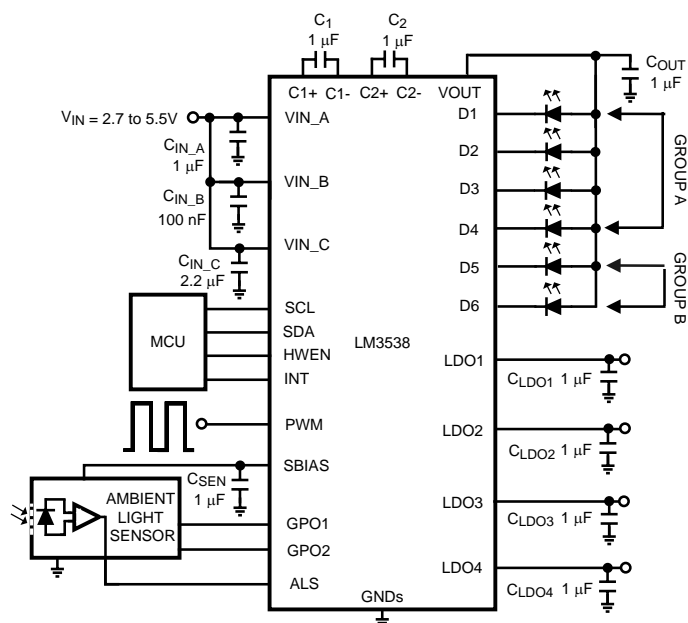 C1
1 µF
C2
1 µF
C1+ C1- C2+ C2- VOUT
COUT
1 µF
VIN = 2.7 to 5.5V
VIN_A
CIN_A
1 µF
VIN_B
CIN_B
100 nF
VIN_C
CIN_C
2.2 µF
D1
D2
D3
D4
D5
D6
GROUP A
GROUP B
MCU
SCL
SDA
HWEN
INT
LM3538
PWM
SBIAS
CSEN
1 µF
AMBIENT
LIGHT
SENSOR
GPO1
GPO2
ALS
GNDs
LDO1
CLDO1 1 µF
LDO2
CLDO2 1 µF
LDO3
CLDO3 1 µF
LDO4
CLDO4 1 µF